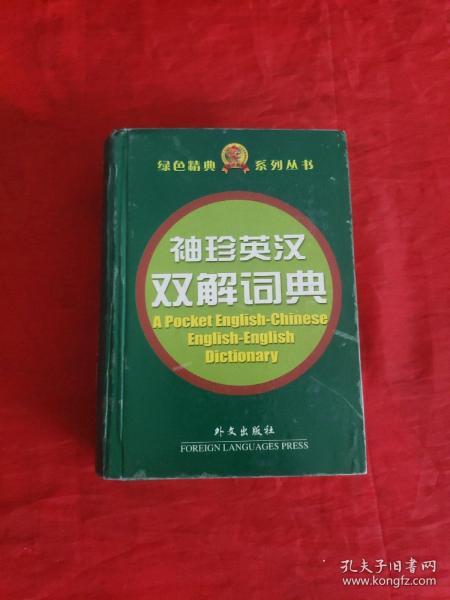 绿色精典 系列丛书
袖珍英汉
双解词典
A Pocket English-Chinese
English-English
Dictionary
外文出版社
FOREIGN LANGUAGES PRESS
孔夫子旧书网
www.kongfz.com